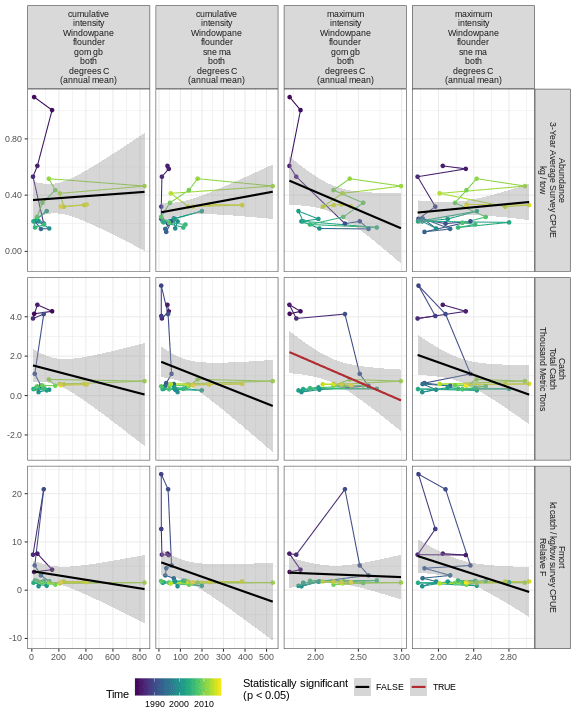 cumulative
intensity
Windowpane
flounder
gom gb
both
degrees C
(annual mean)
cumulative
intensity
Windowpane
flounder
sne ma
both
degrees C
(annual mean)
maximum
intensity
Windowpane
flounder
gom gb
both
degrees C
(annual mean)
maximum
intensity
Windowpane
flounder
sne ma
both
degrees C
(annual mean)
0.80
0.40
0.00
Abundance
3-Year Average Survey CPUE
kg / tow
4.0
2.0
0.0
-2.0
Catch
Total Catch
Thousand Metric Tons
20
10
0
-10
Fmort
kt catch / kg/tow survey CPUE
Relative F
0 200 400 600 800
0 100 200 300 400 500
2.00 2.50 3.00
2.00 2.40 2.80
Time
1990 2000 2010
Statistically significant
(p < 0.05)
FALSE
TRUE